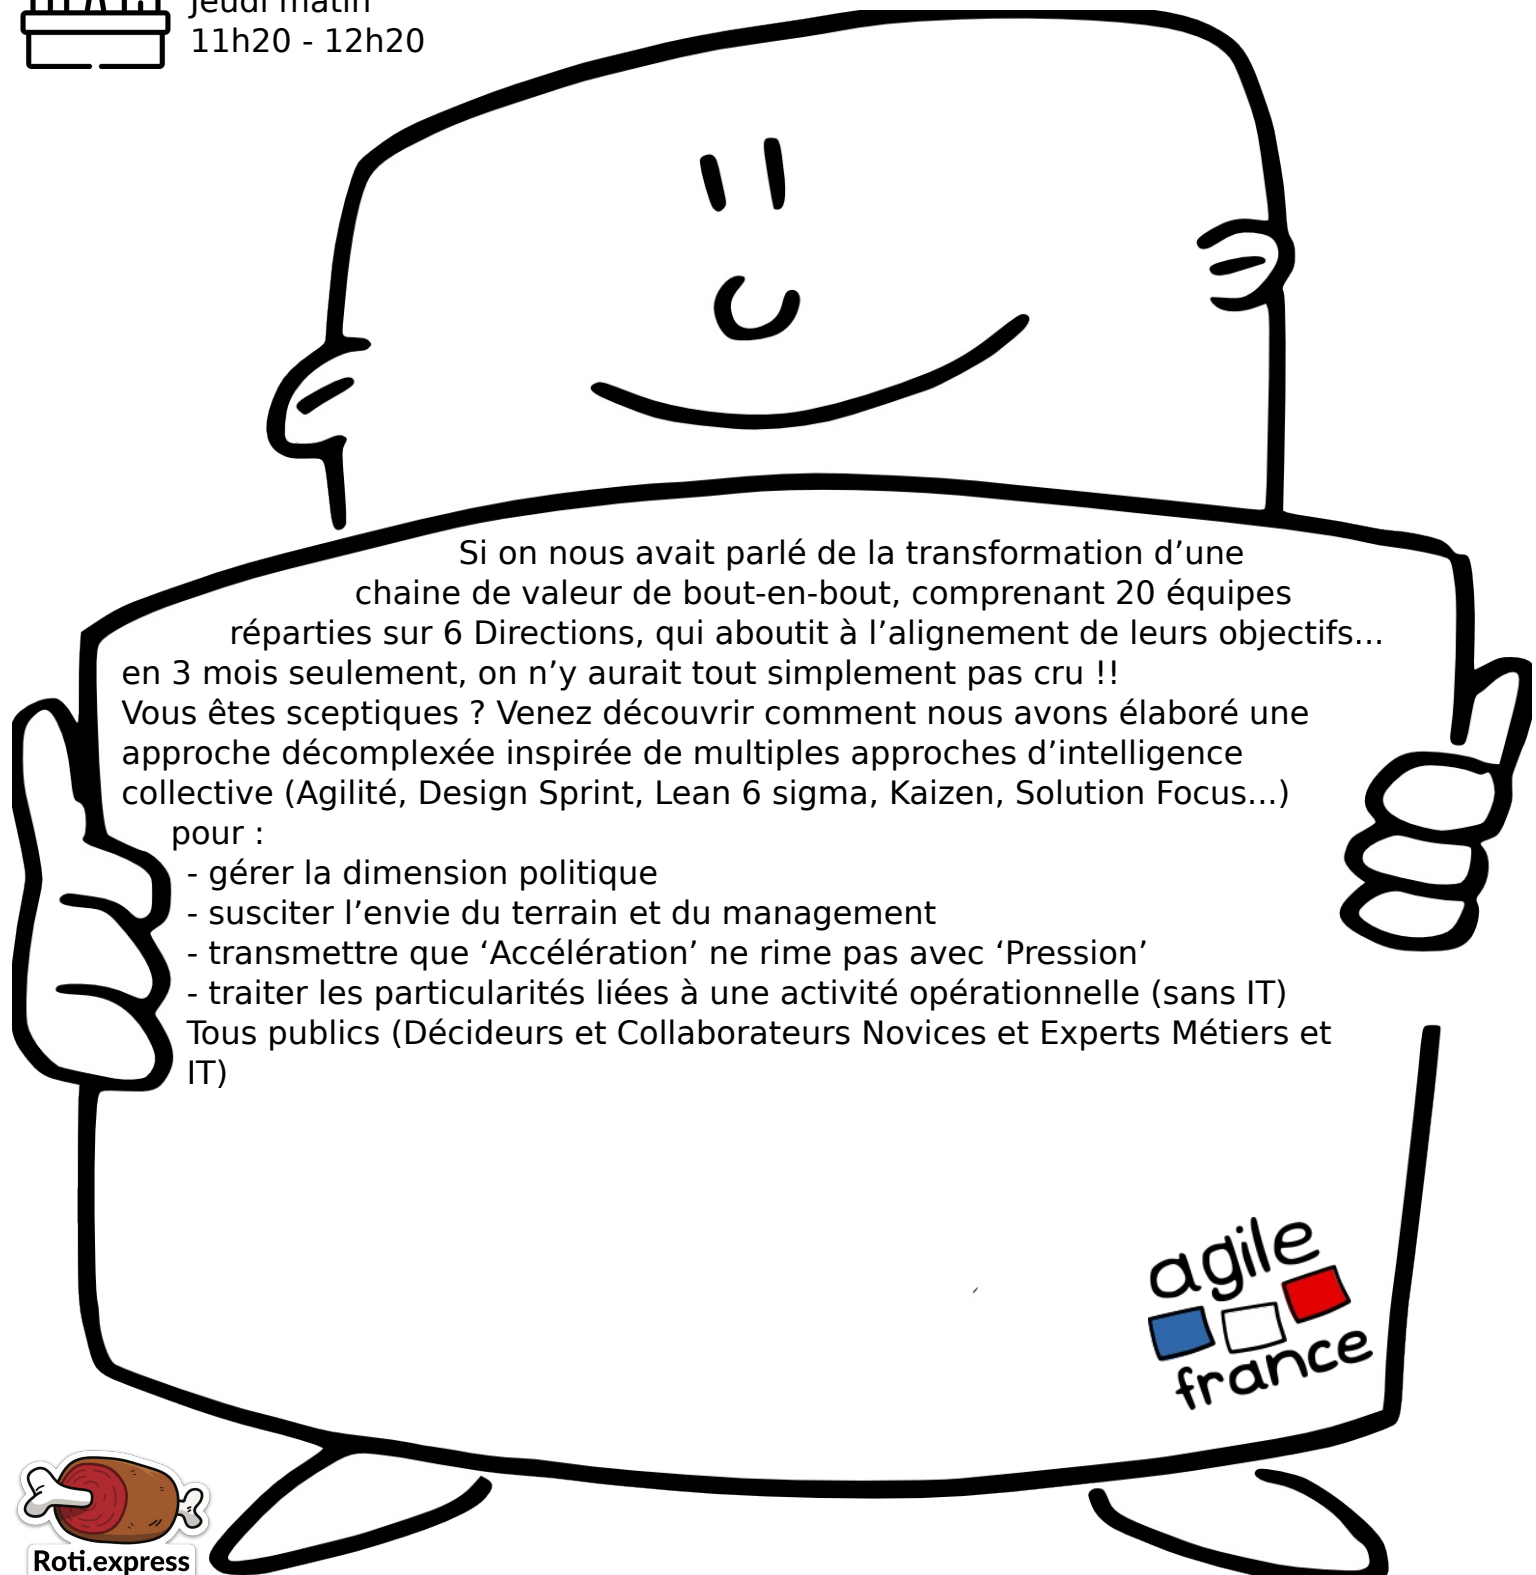 jeudi matin
11h20 - 12h20
Si on nous avait parlé de la transformation d’une
chaine de valeur de bout-en-bout, comprenant 20 équipes
réparties sur 6 Directions, qui aboutit à l’alignement de leurs objectifs...
en 3 mois seulement, on n’y aurait tout simplement pas cru !!
Vous êtes sceptiques ? Venez découvrir comment nous avons élaboré une
approche décomplexée inspirée de multiples approches d’intelligence
collective (Agilité, Design Sprint, Lean 6 sigma, Kaizen, Solution Focus...)
pour :
- gérer la dimension politique
- susciter l’envie du terrain et du management
- transmettre que ‘Accélération’ ne rime pas avec ‘Pression’
- traiter les particularités liées à une activité opérationnelle (sans IT)
Tous publics (Décideurs et Collaborateurs Novices et Experts Métiers et
IT)
agile
france
Roti.express